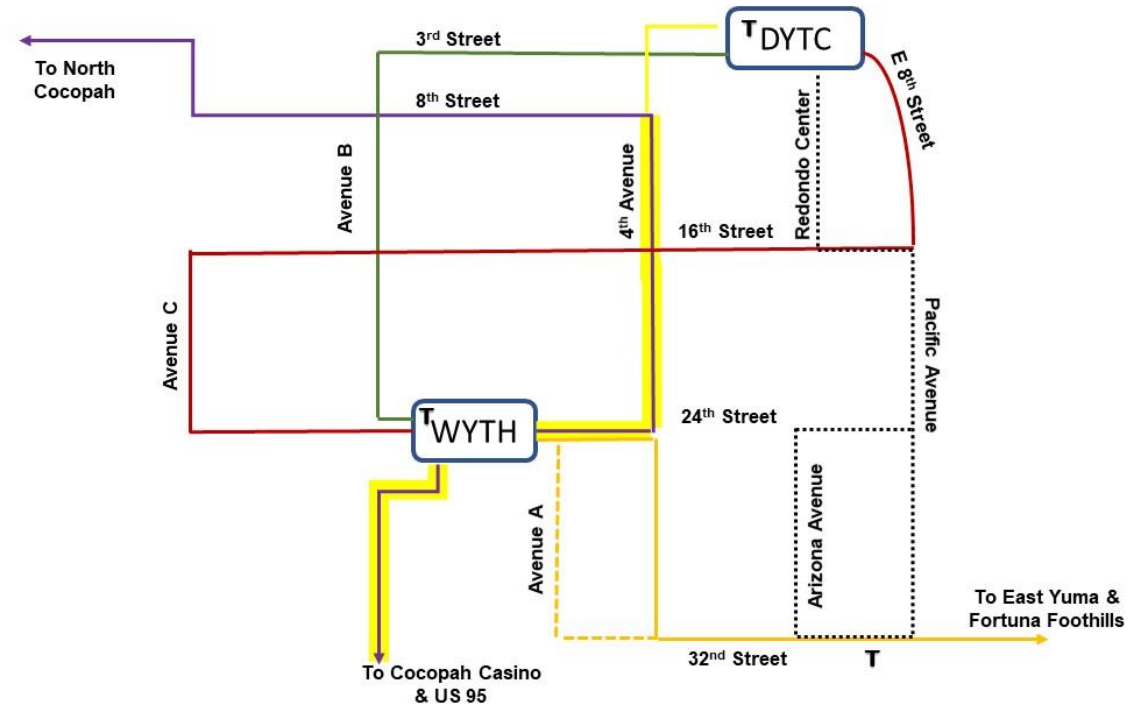 3rd Street
T DYTC
To North
Cocopah
8th Street
E 8th Street
Redondo Center
Avenue B
4th Avenue
16th Street
Avenue C
Pacific Avenue
24th Street
T WYTH
Avenue A
Arizona Avenue
To East Yuma &
Fortuna Foothills
32nd Street
T
To Cocopah Casino
& US 95